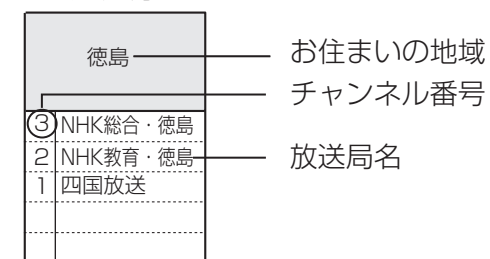 徳島
お住まいの地域
チャンネル番号
3 NHK総合・徳島
2 NHK教育・徳島
放送局名
1 四国放送